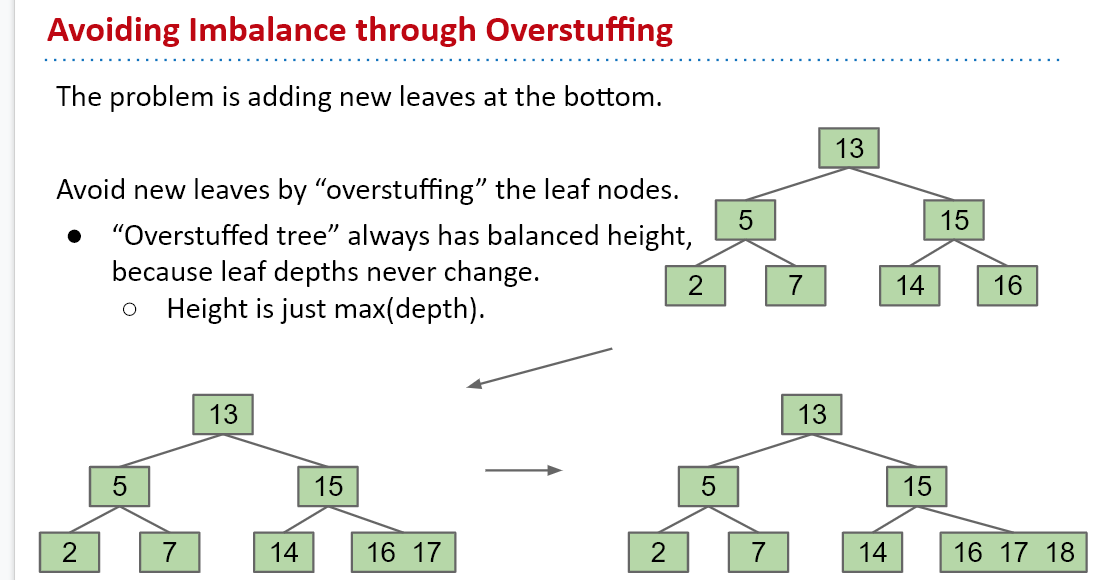 Avoiding Imbalance through Overstuffing
The problem is adding new leaves at the bottom.
Avoid new leaves by “overstuffing” the leaf nodes.
● “Overstuffed tree” always has balanced height,
because leaf depths never change.
○ Height is just max(depth).
13
5 15
2 7 14 16
13
5 15
2 7 14 16 17
13
5 15
2 7 14 16 17 18